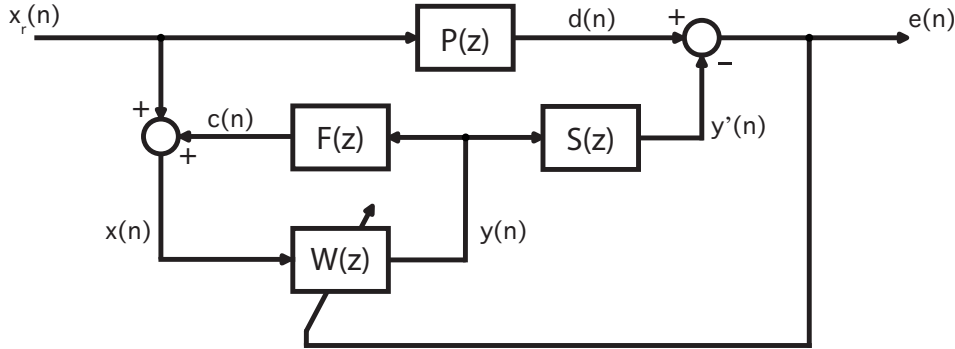 x_r(n)
P(z)
d(n)
+
e(n)
−
+
c(n)
F(z)
S(z)
y'(n)
+
x(n)
W(z)
y(n)